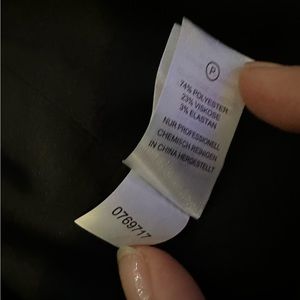 P
74% POLYESTER
23% VISKOSE
3% ELASTAN
NUR PROFESSIONELL
CHEMISCH REINIGEN
IN CHINA HERGESTELLT
0769717